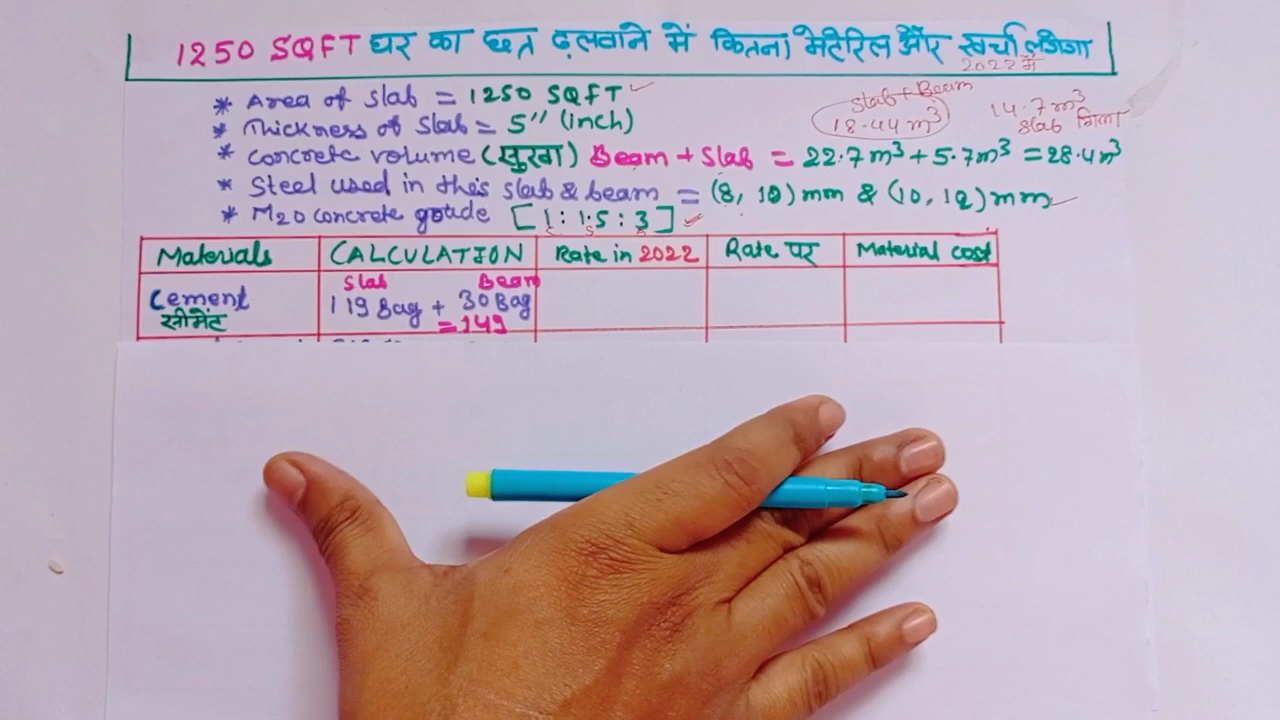 1250 SQFT घर का छत ढ़लवाने में कितना मेटेरिल और खर्चा लगेगा
2022 में
* Area of slab = 1250 SQFT
Slab + Beam
18.44 m³
14.7 m³
slab गिला
* Thickness of Slab = 5" (inch)
* Concrete volume (सुखा) Beam + Slab = 22.7 m³ + 5.7 m³ = 28.4 m³
* Steel used in this slab & beam = (8, 10) mm & (10, 12) mm
* M20 concrete grade [1 : 1.5 : 3]
Materials CALCULATION Rate in 2022 Rate पर Material cost
Slab Beam
Cement 119 Bag + 30 Bag
सीमेंट = 149